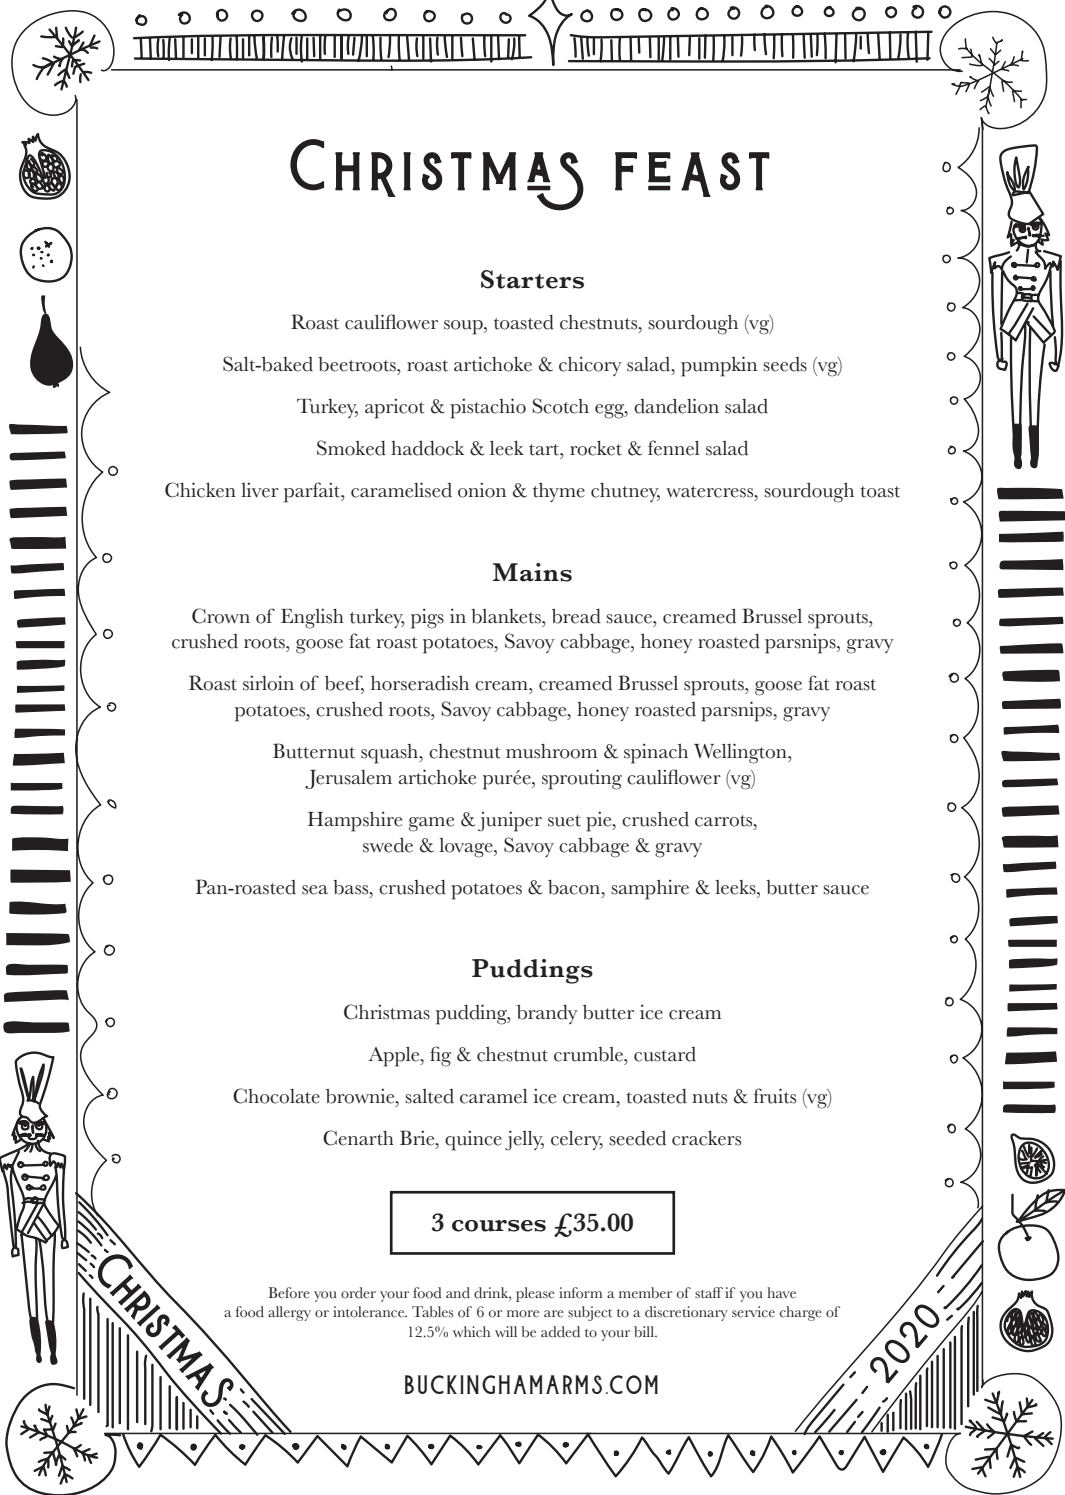 Christmas feast
Starters
Roast cauliflower soup, toasted chestnuts, sourdough (vg)
Salt-baked beetroots, roast artichoke & chicory salad, pumpkin seeds (vg)
Turkey, apricot & pistachio Scotch egg, dandelion salad
Smoked haddock & leek tart, rocket & fennel salad
Chicken liver parfait, caramelised onion & thyme chutney, watercress, sourdough toast
Mains
Crown of English turkey, pigs in blankets, bread sauce, creamed Brussel sprouts,
crushed roots, goose fat roast potatoes, Savoy cabbage, honey roasted parsnips, gravy
Roast sirloin of beef, horseradish cream, creamed Brussel sprouts, goose fat roast
potatoes, crushed roots, Savoy cabbage, honey roasted parsnips, gravy
Butternut squash, chestnut mushroom & spinach Wellington,
Jerusalem artichoke purée, sprouting cauliflower (vg)
Hampshire game & juniper suet pie, crushed carrots,
swede & lovage, Savoy cabbage & gravy
Pan-roasted sea bass, crushed potatoes & bacon, samphire & leeks, butter sauce
Puddings
Christmas pudding, brandy butter ice cream
Apple, fig & chestnut crumble, custard
Chocolate brownie, salted caramel ice cream, toasted nuts & fruits (vg)
Cenarth Brie, quince jelly, celery, seeded crackers
3 courses £35.00
Before you order your food and drink, please inform a member of staff if you have
a food allergy or intolerance. Tables of 6 or more are subject to a discretionary service charge of
12.5% which will be added to your bill.
BUCKINGHAMARMS.COM
CHRISTMAS
2020